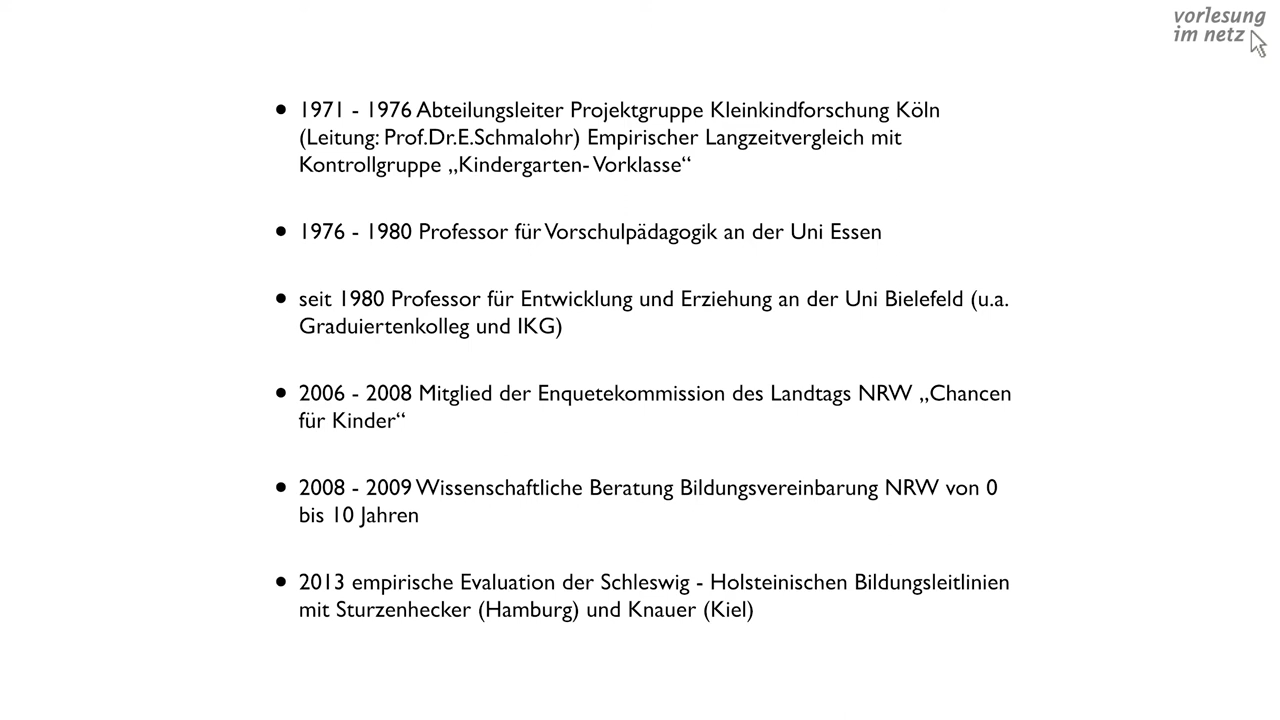 vorlesung
im netz
• 1971 - 1976 Abteilungsleiter Projektgruppe Kleinkindforschung Köln
(Leitung: Prof.Dr.E.Schmalohr) Empirischer Langzeitvergleich mit
Kontrollgruppe „Kindergarten- Vorklasse“
• 1976 - 1980 Professor für Vorschulpädagogik an der Uni Essen
• seit 1980 Professor für Entwicklung und Erziehung an der Uni Bielefeld (u.a.
Graduiertenkolleg und IKG)
• 2006 - 2008 Mitglied der Enquetekommission des Landtags NRW „Chancen
für Kinder“
• 2008 - 2009 Wissenschaftliche Beratung Bildungsvereinbarung NRW von 0
bis 10 Jahren
• 2013 empirische Evaluation der Schleswig - Holsteinischen Bildungsleitlinien
mit Sturzenhecker (Hamburg) und Knauer (Kiel)